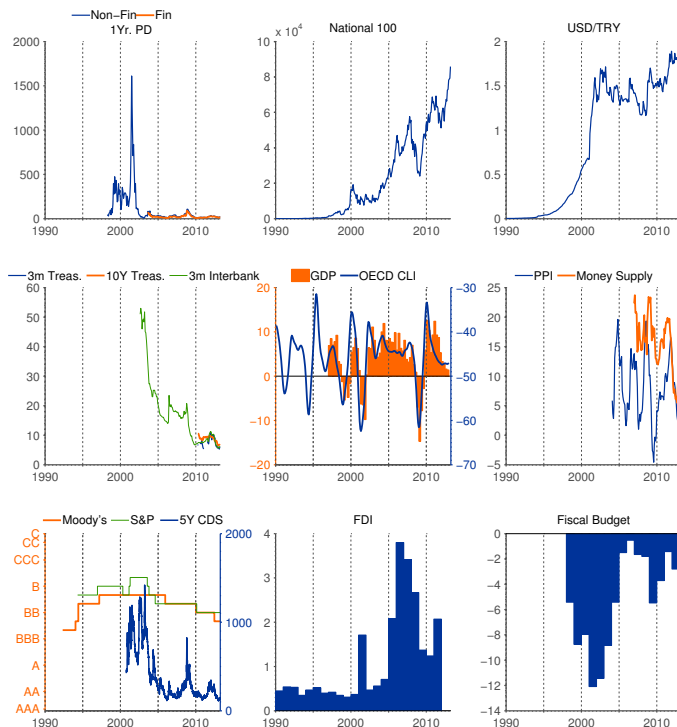 Non-Fin Fin
1Yr. PD
2000
1500
1000
500
0
1990 2000 2010
x 10⁴ National 100
10
8
6
4
2
0
1990 2000 2010
USD/TRY
2
1.5
1
0.5
0
1990 2000 2010
3m Treas. 10Y Treas. 3m Interbank
60
50
40
30
20
10
0
1990 2000 2010
GDP OECD CLI
20 −30
10 −40
0 −50
−10 −60
−20 −70
1990 2000 2010
PPI Money Supply
25
20
15
10
5
0
−5
1990 2000 2010
Moody's S&P 5Y CDS
C 2000
CC
CCC
B
BB 1000
BBB
A
AA
AAA 0
1990 2000 2010
FDI
4
3
2
1
0
1990 2000 2010
Fiscal Budget
0
−2
−4
−6
−8
−10
−12
−14
1990 2000 2010